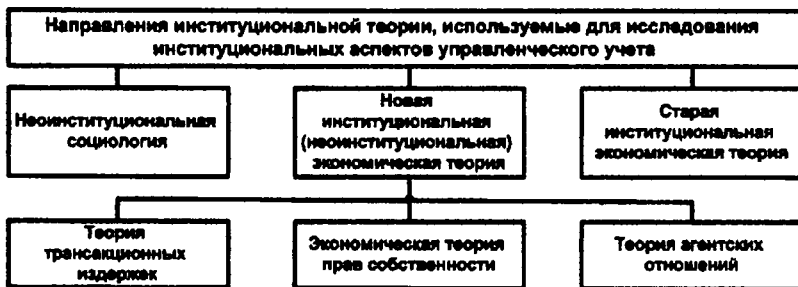 Направления институциональной теории, используемые для исследования
институциональных аспектов управленческого учета
Неоинституциональная
социология
Новая
институциональная
(неоинституциональная)
экономическая теория
Старая
институциональная
экономическая теория
Теория
трансакционных
издержек
Экономическая теория
прав собственности
Теория агентских
отношений